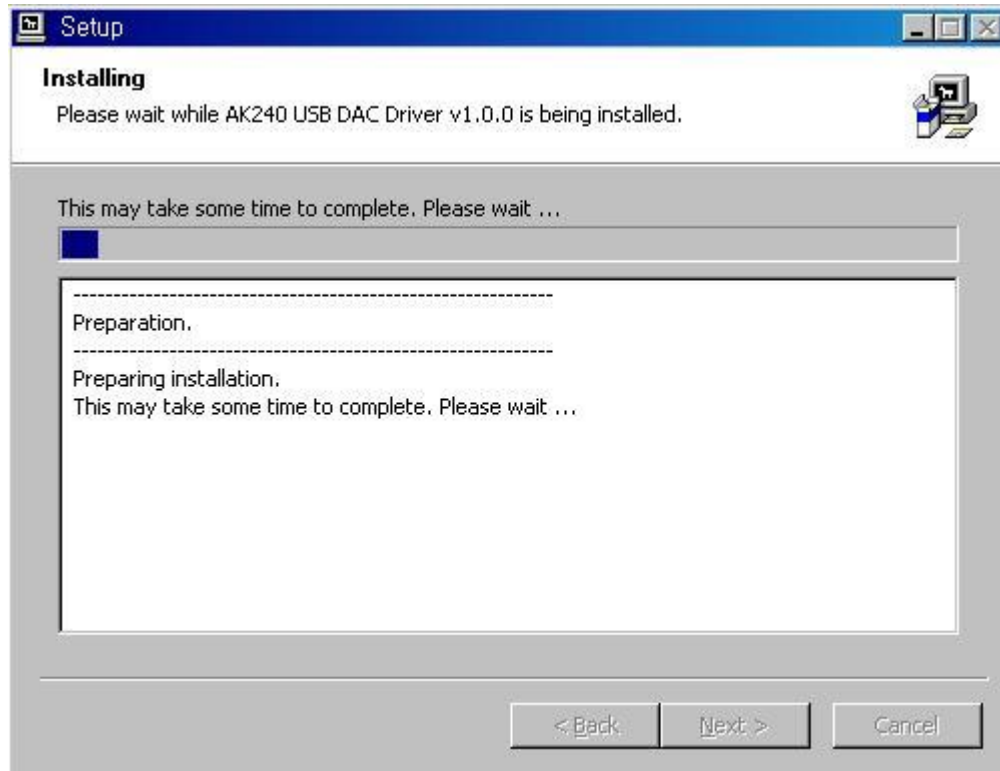 Setup
Installing
Please wait while AK240 USB DAC Driver v1.0.0 is being installed.
This may take some time to complete. Please wait ...
------------------------------------------------------------
Preparation.
------------------------------------------------------------
Preparing installation.
This may take some time to complete. Please wait ...
< Back
Next >
Cancel